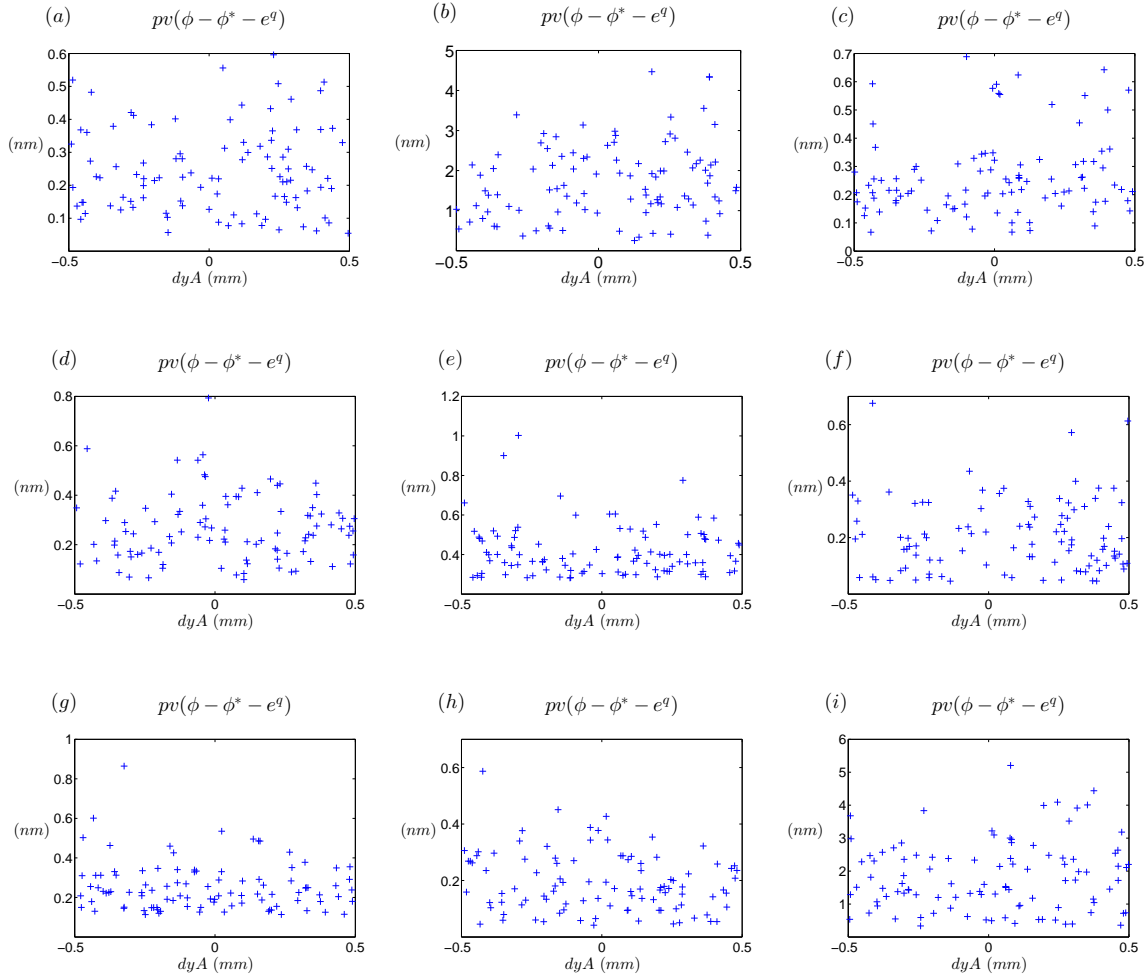 (a) pv(ϕ − ϕ* − e^q)
0.6
0.5
0.4
(nm) 0.3
0.2
0.1
−0.5 0 0.5
dyA (mm)
(b) pv(ϕ − ϕ* − e^q)
5
4
3
(nm)
2
1
0
−0.5 0 0.5
dyA (mm)
(c) pv(ϕ − ϕ* − e^q)
0.7
0.6
0.5
0.4
(nm)
0.3
0.2
0.1
0
−0.5 0 0.5
dyA (mm)
(d) pv(ϕ − ϕ* − e^q)
0.8
0.6
(nm) 0.4
0.2
−0.5 0 0.5
dyA (mm)
(e) pv(ϕ − ϕ* − e^q)
1.2
1
0.8
(nm)
0.6
0.4
0.2
−0.5 0 0.5
dyA (mm)
(f) pv(ϕ − ϕ* − e^q)
0.6
0.4
(nm)
0.2
−0.5 0 0.5
dyA (mm)
(g) pv(ϕ − ϕ* − e^q)
1
0.8
0.6
(nm)
0.4
0.2
0
−0.5 0 0.5
dyA (mm)
(h) pv(ϕ − ϕ* − e^q)
0.6
0.4
(nm)
0.2
−0.5 0 0.5
dyA (mm)
(i) pv(ϕ − ϕ* − e^q)
6
5
4
(nm)
3
2
1
0
−0.5 0 0.5
dyA (mm)